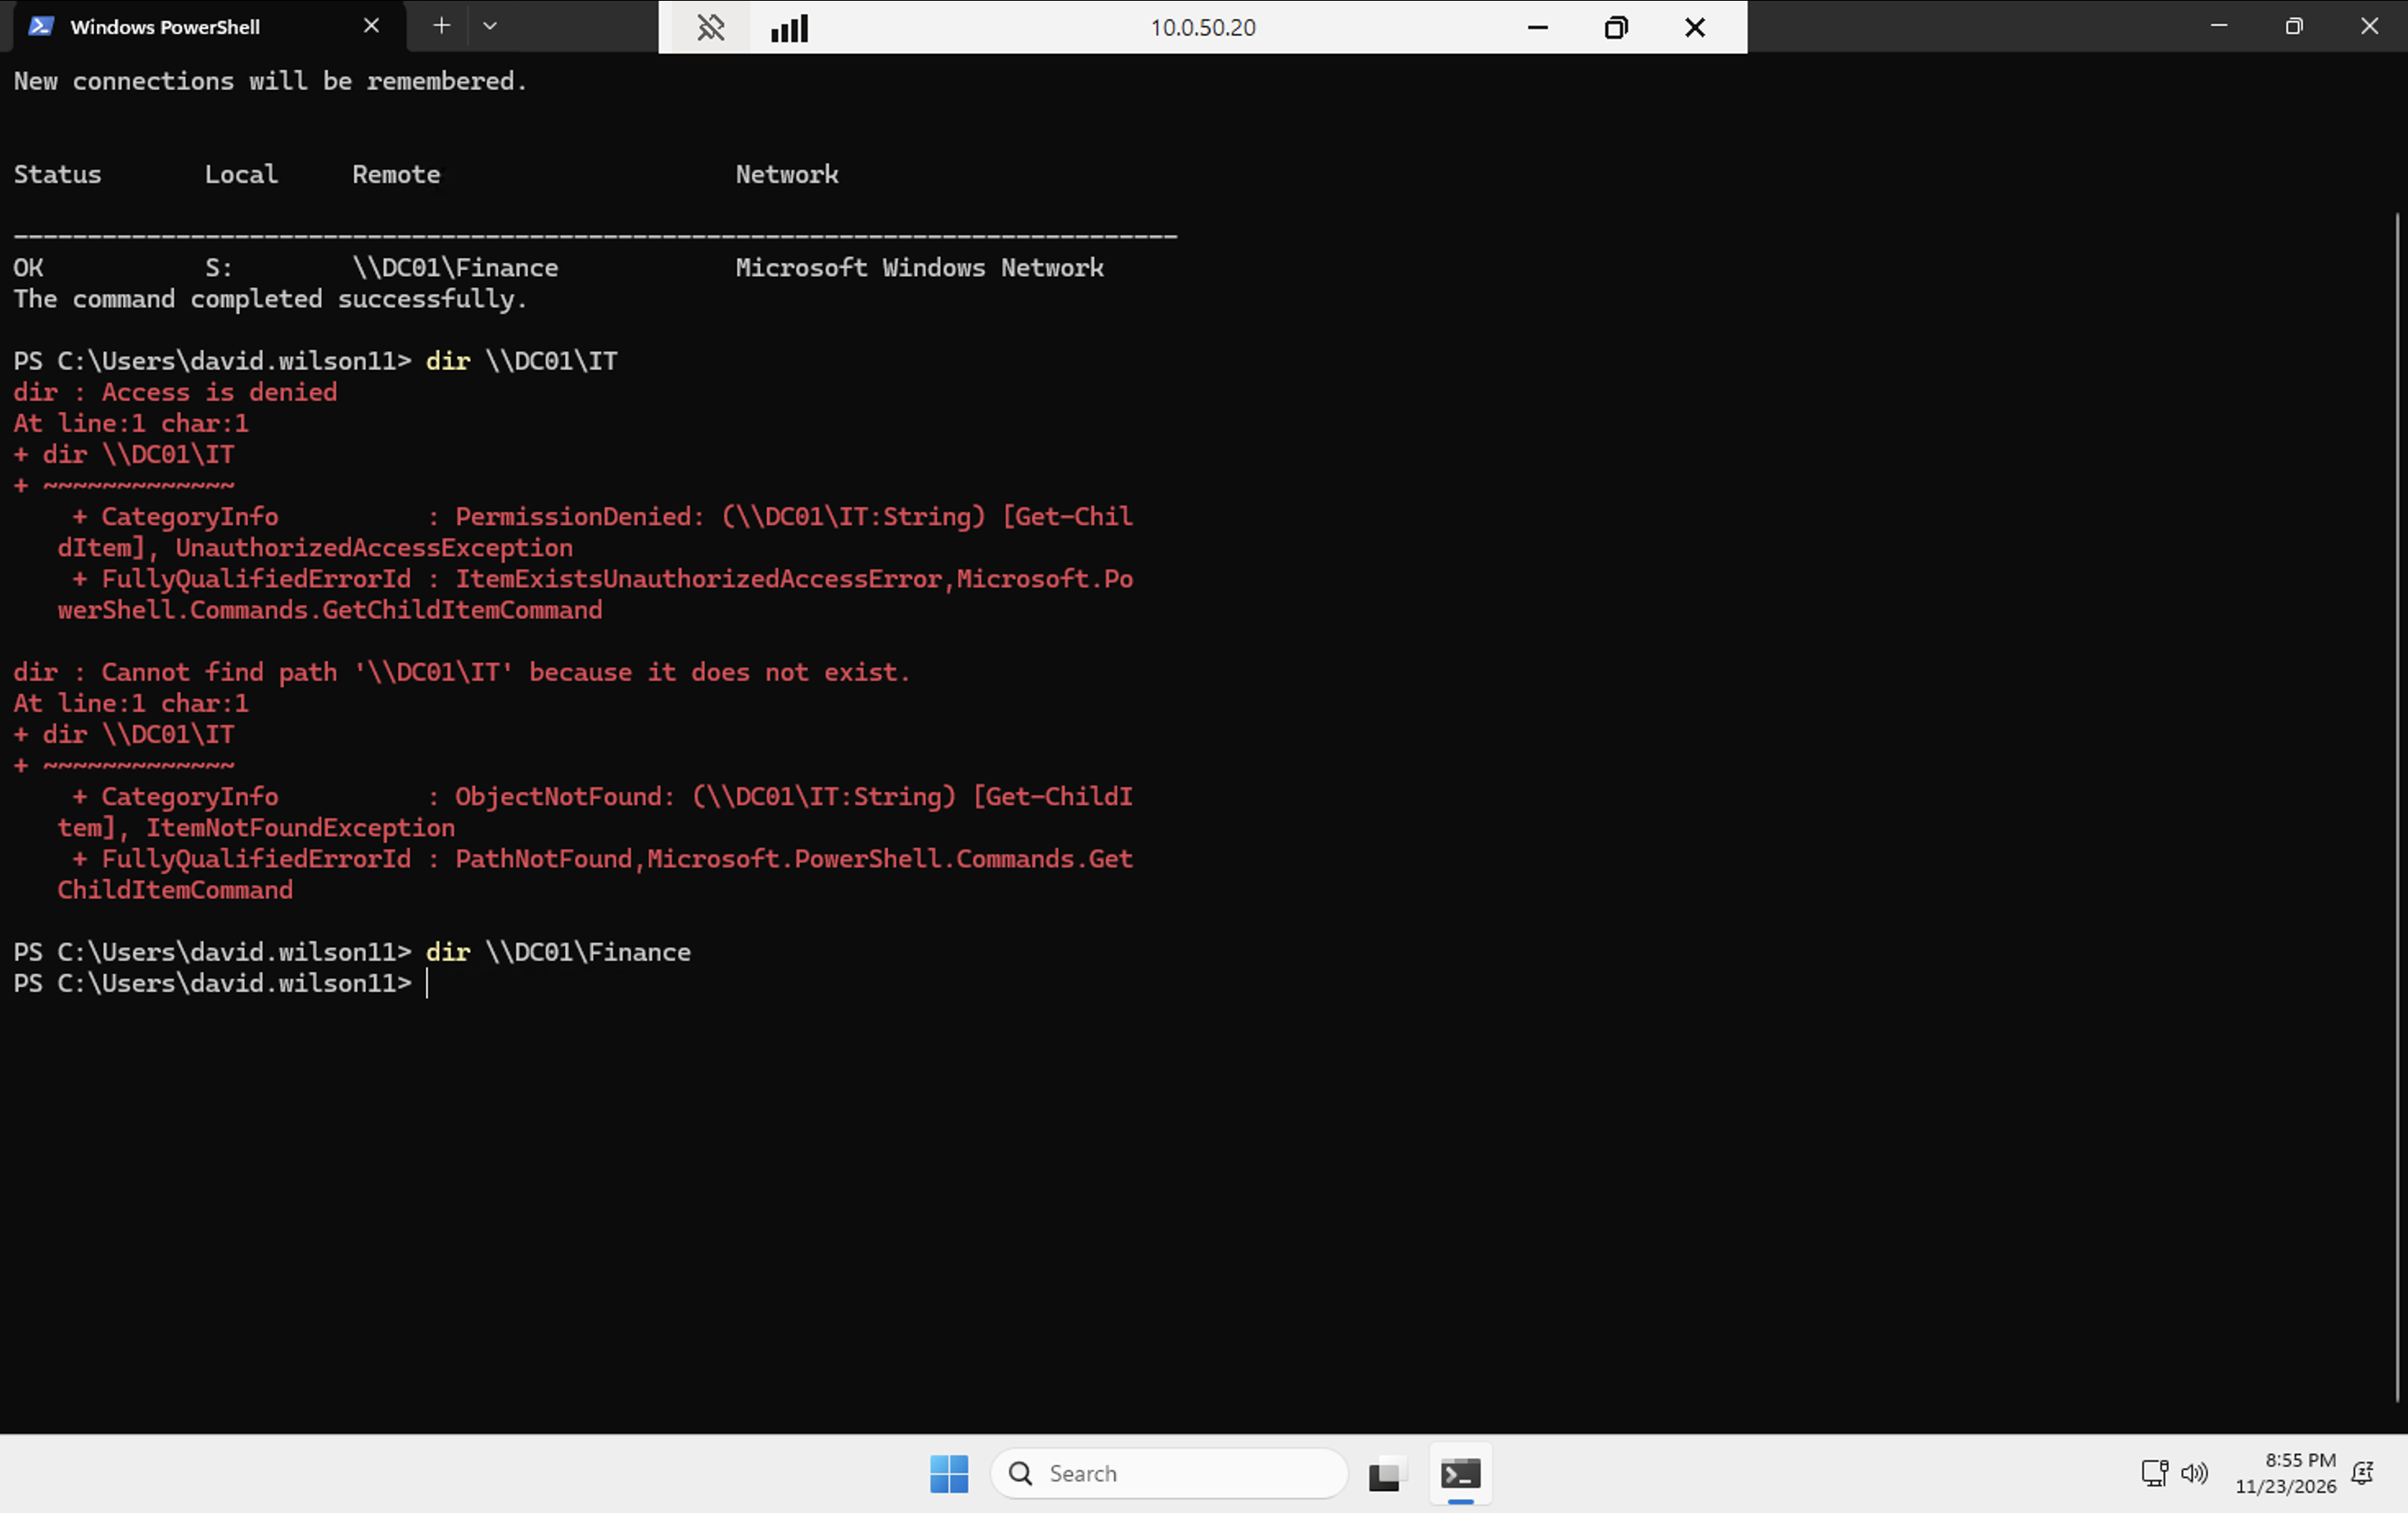 Windows PowerShell
10.0.50.20
New connections will be remembered.
Status       Local     Remote                    Network
-------------------------------------------------------------------------------
OK           S:        \\DC01\Finance            Microsoft Windows Network
The command completed successfully.
PS C:\Users\david.wilson11> dir \\DC01\IT
dir : Access is denied
At line:1 char:1
+ dir \\DC01\IT
+ ~~~~~~~~~~~~~
    + CategoryInfo          : PermissionDenied: (\\DC01\IT:String) [Get-Chil
   dItem], UnauthorizedAccessException
    + FullyQualifiedErrorId : ItemExistsUnauthorizedAccessError,Microsoft.Po
   werShell.Commands.GetChildItemCommand
dir : Cannot find path '\\DC01\IT' because it does not exist.
At line:1 char:1
+ dir \\DC01\IT
+ ~~~~~~~~~~~~~
    + CategoryInfo          : ObjectNotFound: (\\DC01\IT:String) [Get-ChildI
   tem], ItemNotFoundException
    + FullyQualifiedErrorId : PathNotFound,Microsoft.PowerShell.Commands.Get
   ChildItemCommand
PS C:\Users\david.wilson11> dir \\DC01\Finance
PS C:\Users\david.wilson11>
Search
8:55 PM
11/23/2026